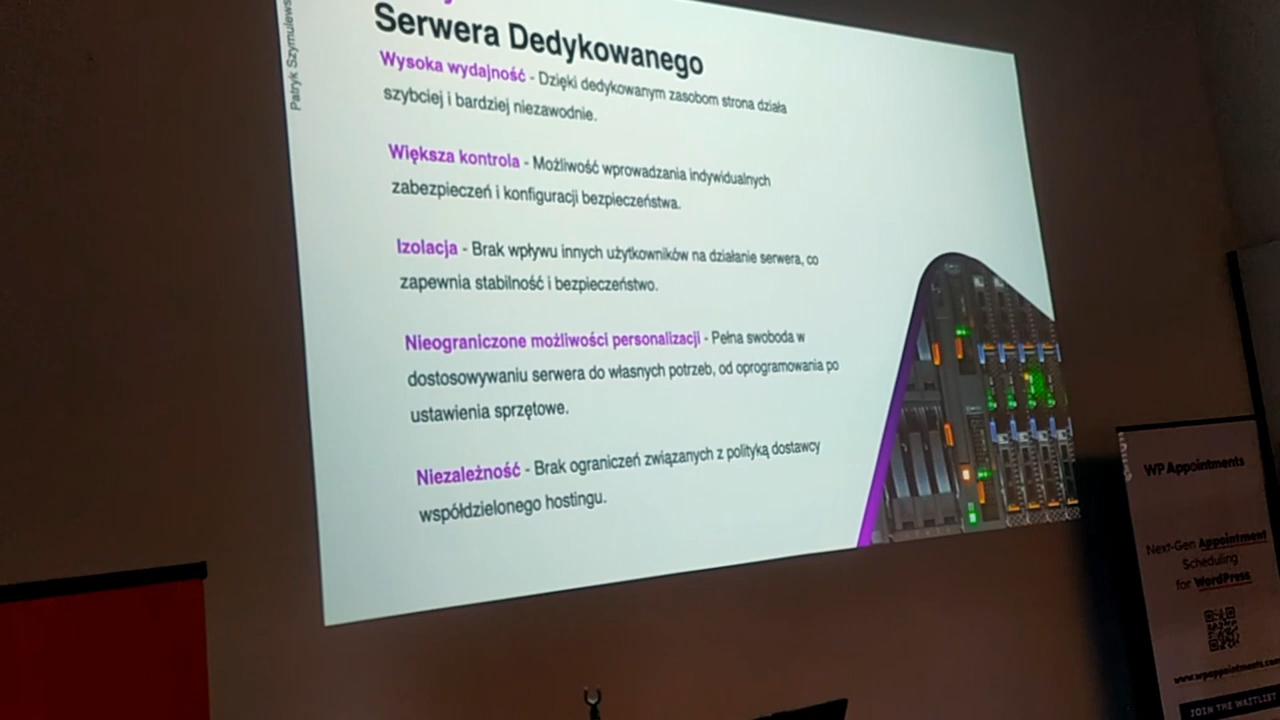 Patryk Szymulews
Serwera Dedykowanego
Wysoka wydajność - Dzięki dedykowanym zasobom strona działa
szybciej i bardziej niezawodnie.
Większa kontrola - Możliwość wprowadzania indywidualnych
zabezpieczeń i konfiguracji bezpieczeństwa.
Izolacja - Brak wpływu innych użytkowników na działanie serwera, co
zapewnia stabilność i bezpieczeństwo.
Nieograniczone możliwości personalizacji - Pełna swoboda w
dostosowywaniu serwera do własnych potrzeb, od oprogramowania po
ustawienia sprzętowe.
Niezależność - Brak ograniczeń związanych z polityką dostawcy
współdzielonego hostingu.
WP Appointments
Next-Gen Appointment
Scheduling
for WordPress
www.wpappointments.com
JOIN THE WAITLIST